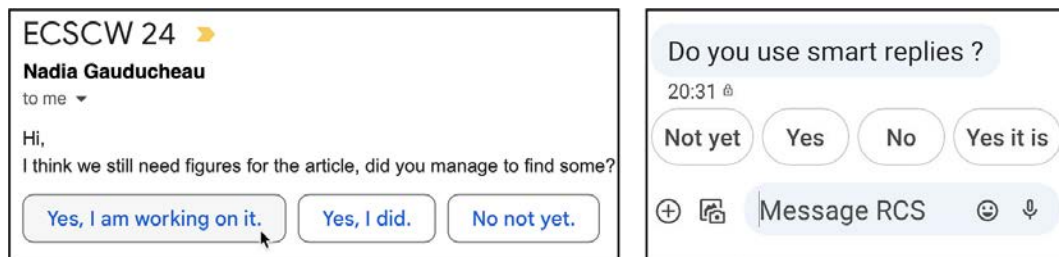 ECSCW 24
Nadia Gauducheau
to me
Hi,
I think we still need figures for the article, did you manage to find some?
Yes, I am working on it. Yes, I did. No not yet.
Do you use smart replies ?
20:31
Not yet Yes No Yes it is
Message RCS